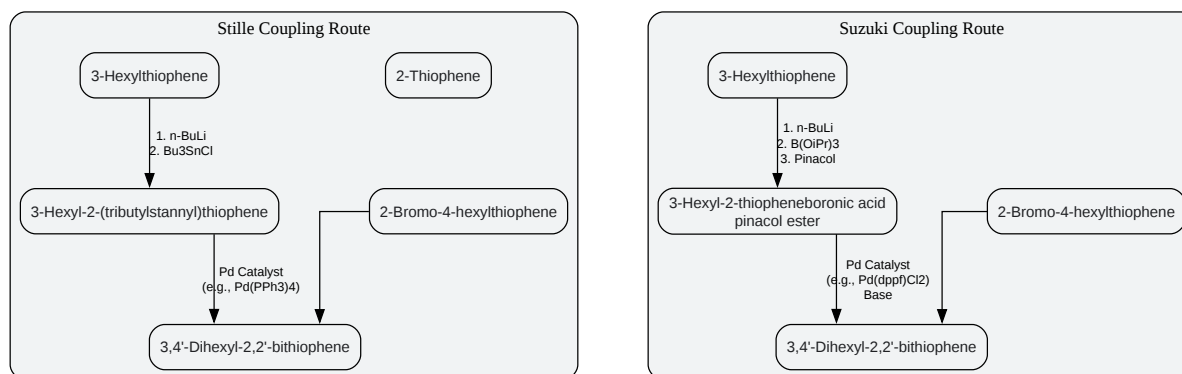 Stille Coupling Route
3-Hexylthiophene
2-Thiophene
1. n-BuLi
2. Bu3SnCl
3-Hexyl-2-(tributylstannyl)thiophene
2-Bromo-4-hexylthiophene
Pd Catalyst
(e.g., Pd(PPh3)4)
3,4'-Dihexyl-2,2'-bithiophene
Suzuki Coupling Route
3-Hexylthiophene
1. n-BuLi
2. B(OiPr)3
3. Pinacol
3-Hexyl-2-thiopheneboronic acid
pinacol ester
2-Bromo-4-hexylthiophene
Pd Catalyst
(e.g., Pd(dppf)Cl2)
Base
3,4'-Dihexyl-2,2'-bithiophene